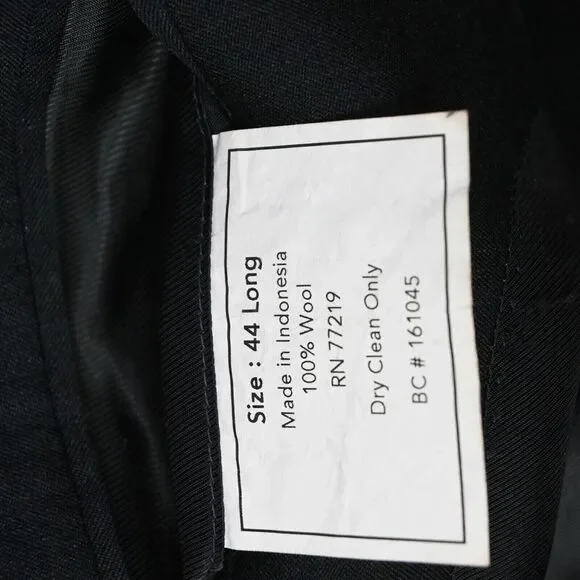 Size : 44 Long
Made in Indonesia
100% Wool
RN 77219
Dry Clean Only
BC # 161045